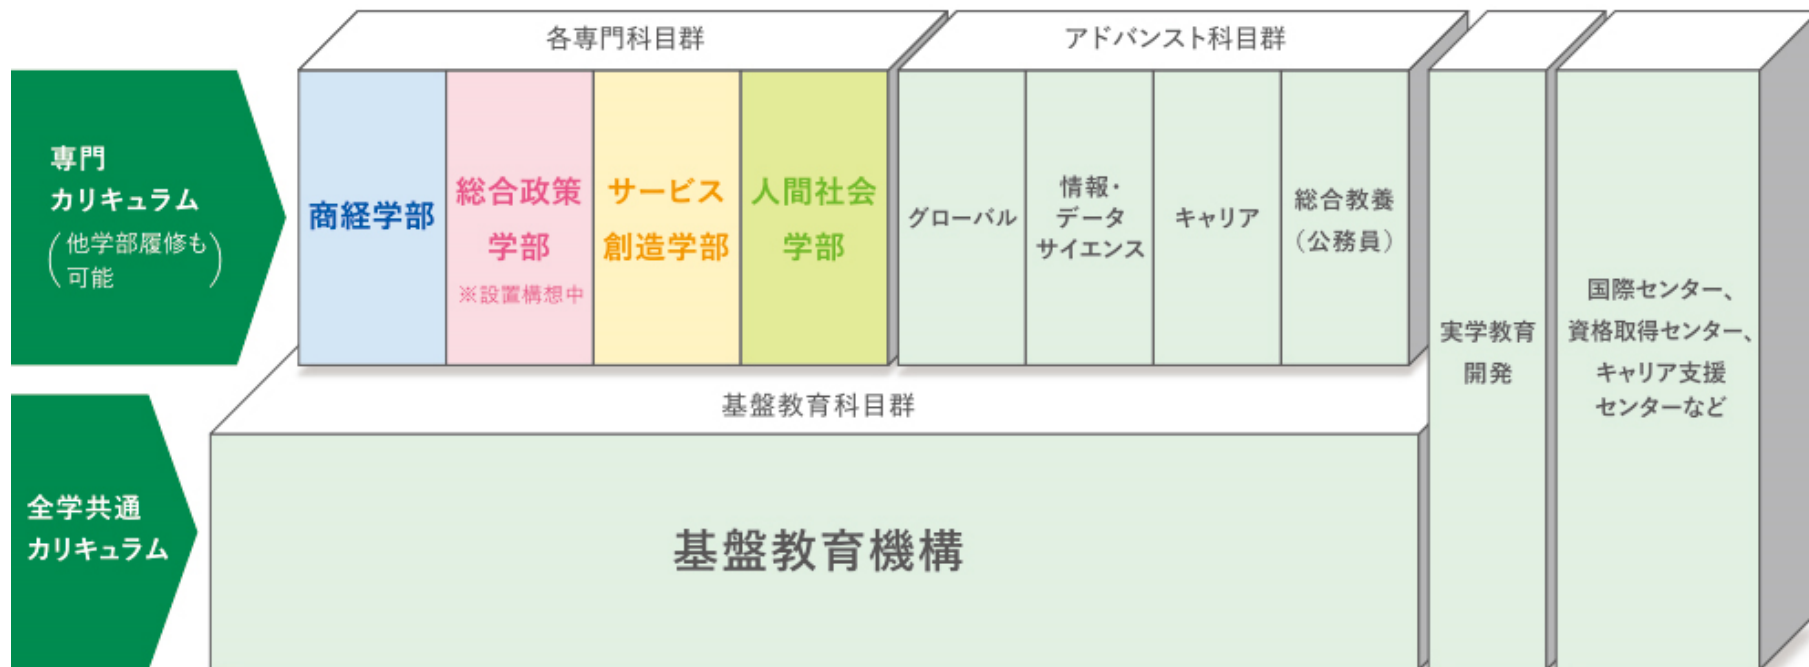 各専門科目群
アドバンスト科目群
専門
カリキュラム
(他学部履修も
可能)
商経学部
総合政策
学部
※設置構想中
サービス
創造学部
人間社会
学部
グローバル
情報・
データ
サイエンス
キャリア
総合教養
（公務員）
実学教育
開発
国際センター、
資格取得センター、
キャリア支援
センターなど
基盤教育科目群
全学共通
カリキュラム
基盤教育機構